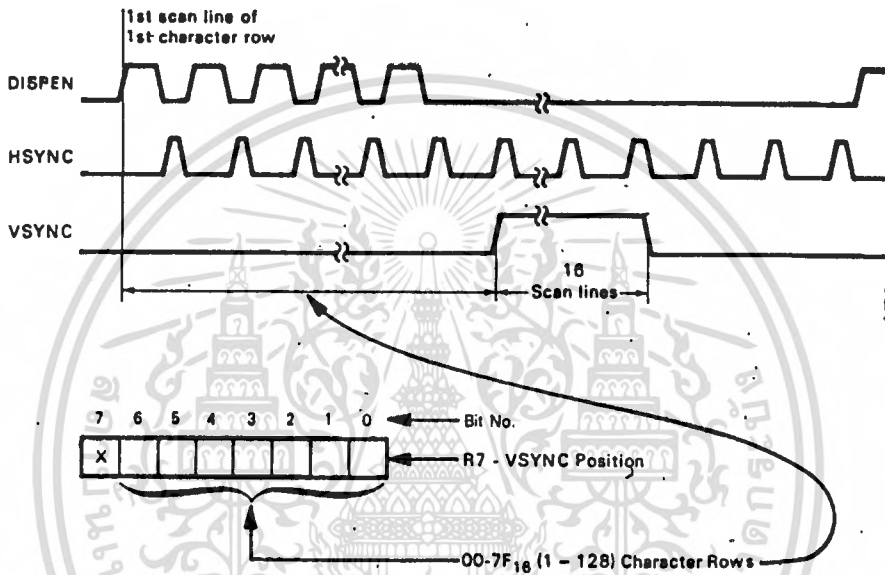 1st scan line of
1st character row
DISPEN
HSYNC
VSYNC
16
Scan lines
7 6 5 4 3 2 1 0 Bit No.
X R7 - VSYNC Position
00-7F₁₆ (1 - 128) Character Rows